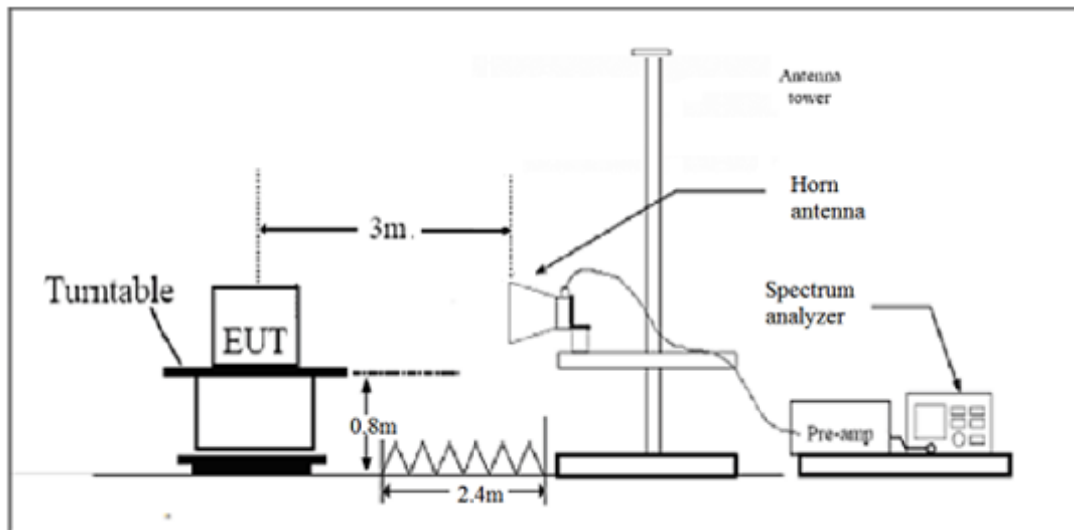 Antenna
tower
Horn
antenna
3m.
Turntable
EUT
Spectrum
analyzer
0.8m
Pre-amp
2.4m